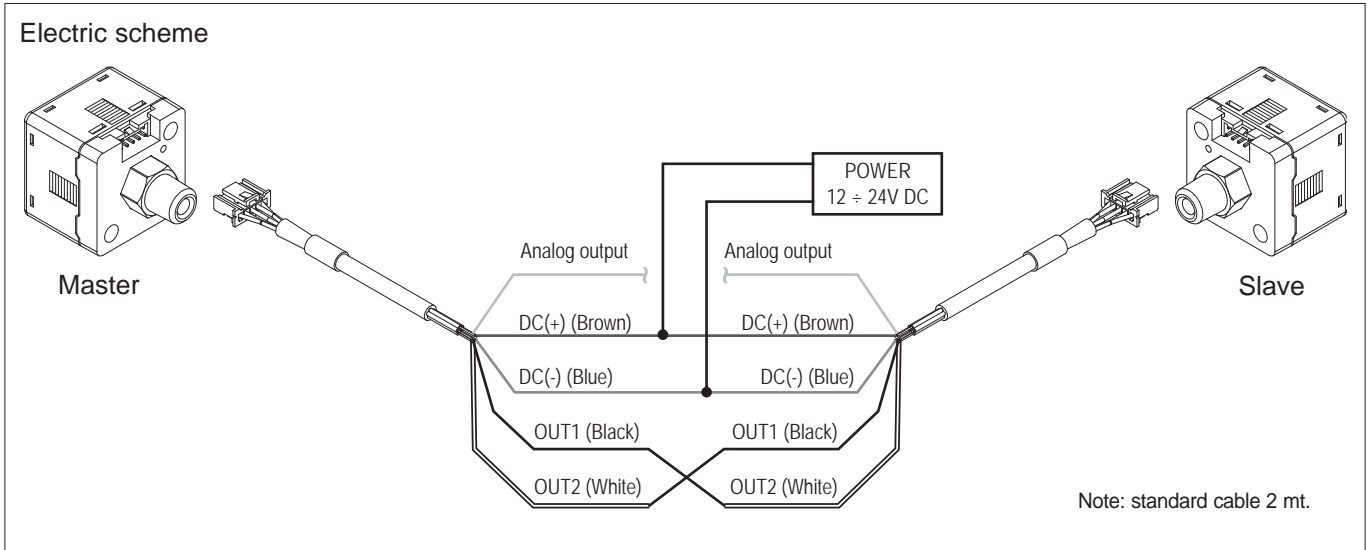 Electric scheme
POWER
12 ÷ 24V DC
Analog output
Analog output
Master
Slave
DC(+) (Brown)
DC(+) (Brown)
DC(-) (Blue)
DC(-) (Blue)
OUT1 (Black)
OUT1 (Black)
OUT2 (White)
OUT2 (White)
Note: standard cable 2 mt.